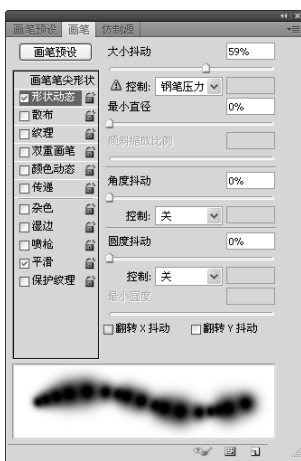 画笔预设 画笔 仿制源
画笔预设
大小抖动 59%
画笔笔尖形状
形状动态
控制: 钢笔压力
散布
最小直径 0%
纹理
倾斜缩放比例
双重画笔
颜色动态
角度抖动 0%
传递
杂色
控制: 关
湿边
圆度抖动 0%
喷枪
平滑
控制: 关
保护纹理
最小圆度
翻转 X 抖动 翻转 Y 抖动